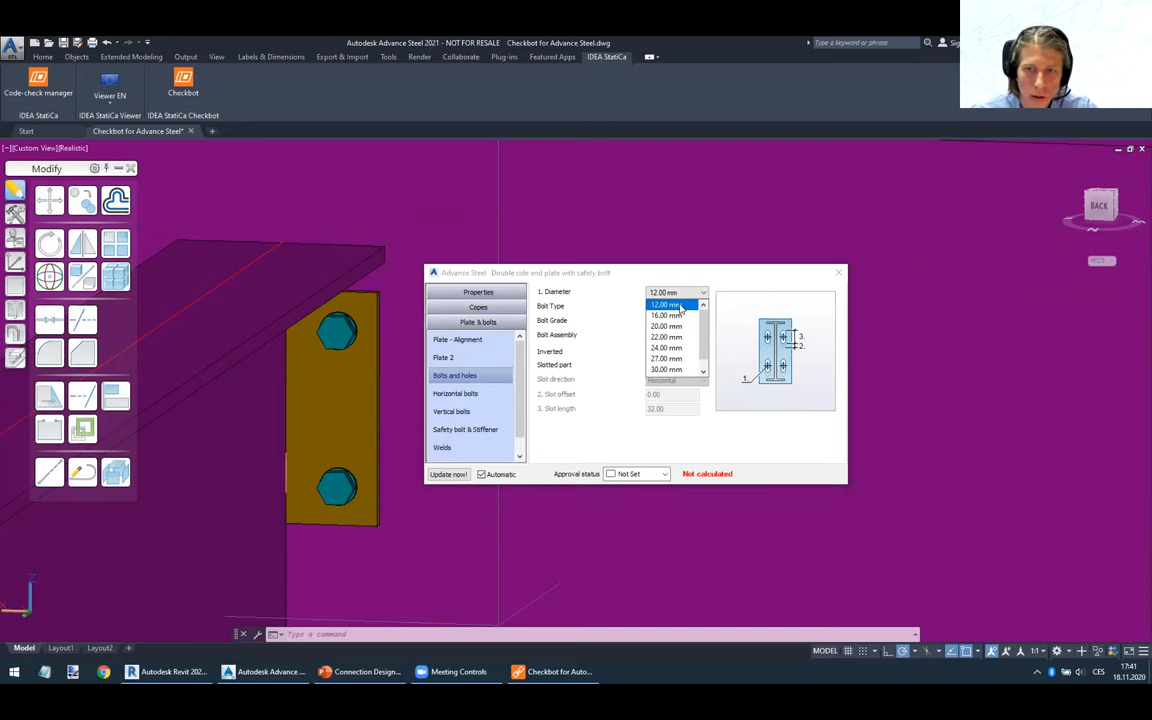 Autodesk Advance Steel 2021 - NOT FOR RESALE Checkbot for Advance Steel.dwg
Type a keyword or phrase
Home Objects Extended Modeling Output View Labels & Dimensions Export & Import Tools Render Collaborate Plug-ins Featured Apps IDEA StatiCa
Code-check manager
Viewer EN
Checkbot
IDEA StatiCa
IDEA StatiCa Viewer
IDEA StatiCa Checkbot
Start
Checkbot for Advance Steel*
[−][Custom View][Realistic]
Modify
BACK
WCS
Advance Steel Double side end plate with safety bolt
Properties
Copes
Plate & bolts
Plate - Alignment
Plate 2
Bolts and holes
Horizontal bolts
Vertical bolts
Safety bolt & Stiffener
Welds
1. Diameter
12.00 mm
Bolt Type
Bolt Grade
Bolt Assembly
Inverted
Slotted part
Slot direction
Horizontal
2. Slot offset
0.00
3. Slot length
32.00
12.00 mm
16.00 mm
20.00 mm
22.00 mm
24.00 mm
27.00 mm
30.00 mm
3.
2.
1.
Update now!
Automatic
Approval status
Not Set
Not calculated
Z
Type a command
Model Layout1 Layout2
MODEL
1:1
Autodesk Revit 202...
Autodesk Advance ...
Connection Design...
Meeting Controls
Checkbot for Auto...
CES
17:41
18.11.2020